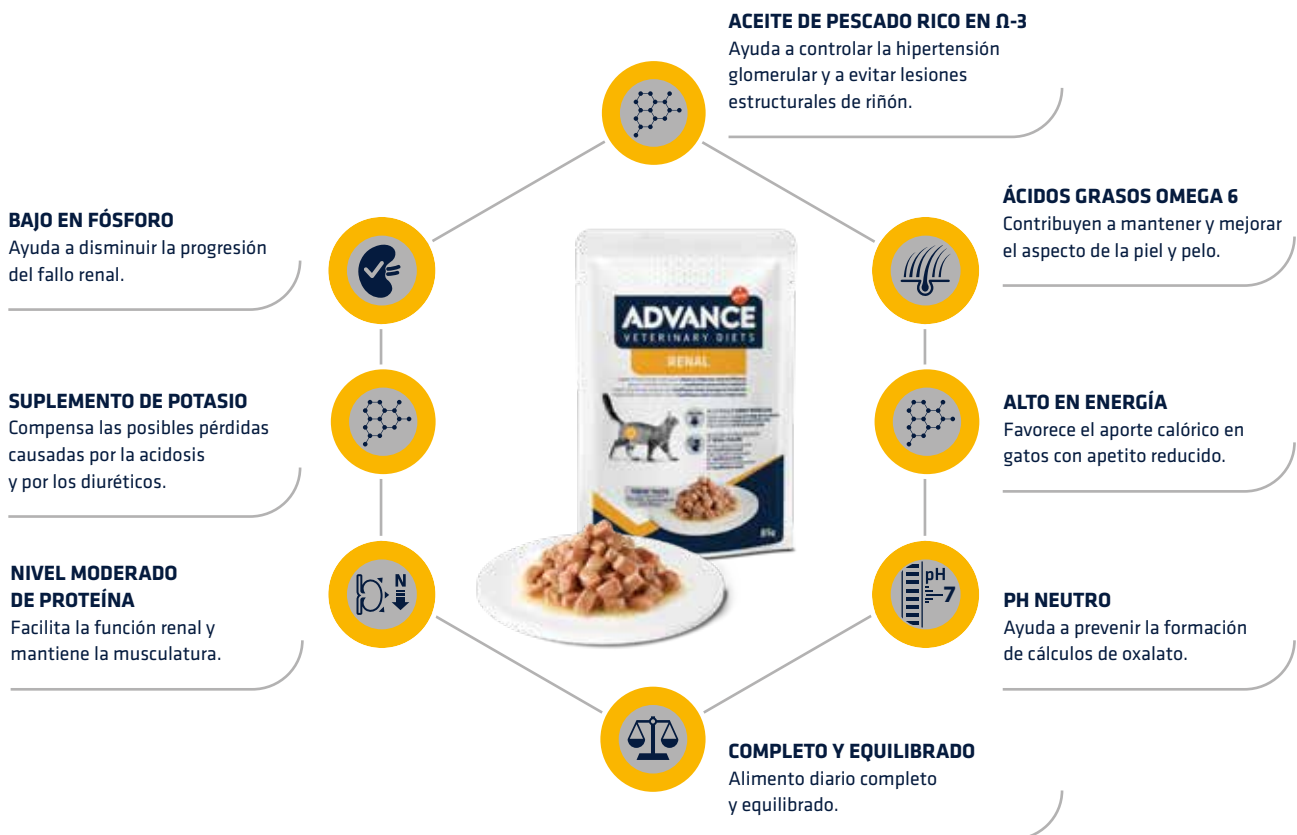 ACEITE DE PESCADO RICO EN Ω-3
Ayuda a controlar la hipertensión
glomerular y a evitar lesiones
estructurales de riñón.
BAJO EN FÓSFORO
Ayuda a disminuir la progresión
del fallo renal.
ÁCIDOS GRASOS OMEGA 6
Contribuyen a mantener y mejorar
el aspecto de la piel y pelo.
SUPLEMENTO DE POTASIO
Compensa las posibles pérdidas
causadas por la acidosis
y por los diuréticos.
ALTO EN ENERGÍA
Favorece el aporte calórico en
gatos con apetito reducido.
NIVEL MODERADO
DE PROTEÍNA
Facilita la función renal y
mantiene la musculatura.
N
pH
7
PH NEUTRO
Ayuda a prevenir la formación
de cálculos de oxalato.
COMPLETO Y EQUILIBRADO
Alimento diario completo
y equilibrado.
ADVANCE
VETERINARY DIETS
RENAL
85g